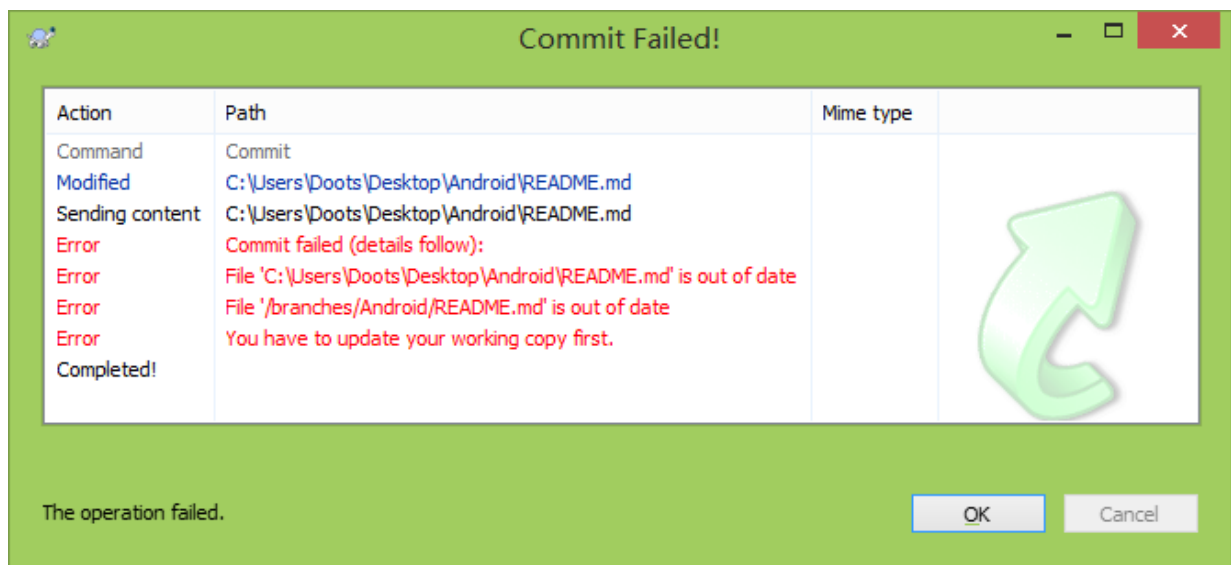 Commit Failed!
Action Path Mime type
Command Commit
Modified C:\Users\Doots\Desktop\Android\README.md
Sending content C:\Users\Doots\Desktop\Android\README.md
Error Commit failed (details follow):
Error File 'C:\Users\Doots\Desktop\Android\README.md' is out of date
Error File '/branches/Android/README.md' is out of date
Error You have to update your working copy first.
Completed!
The operation failed.
OK Cancel